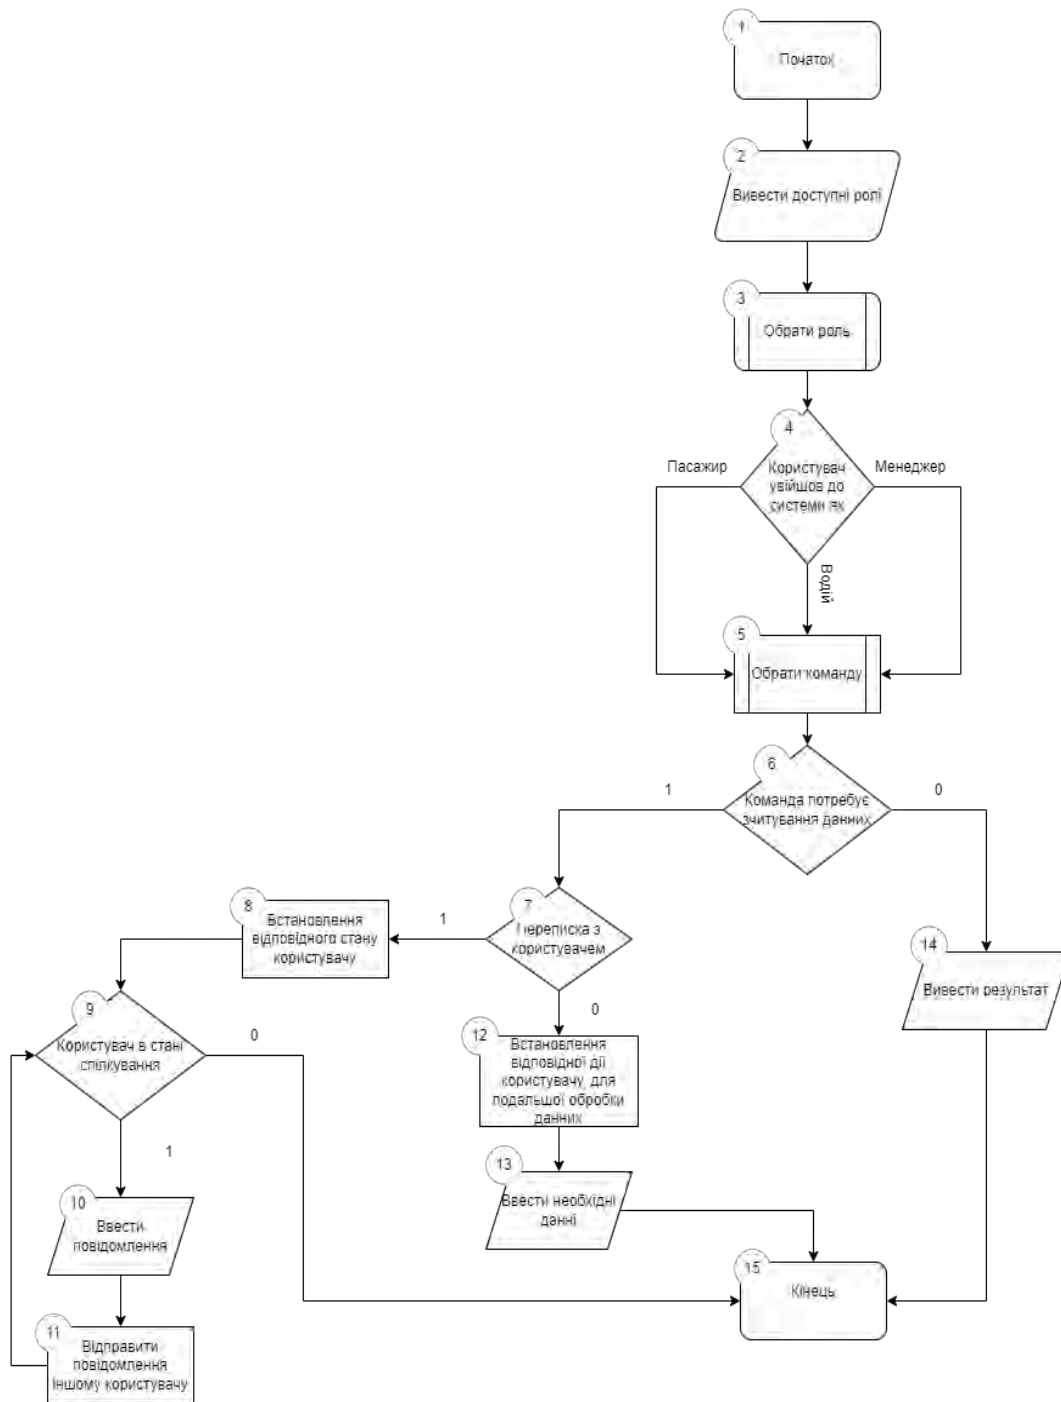 1
Початок
2
Вивести доступні ролі
3
Обрати роль
4
Користувач
увійшов до
системи як
Пасажир
Менеджер
Водій
5
Обрати команду
6
Команда потребує
зчитування данних
1
0
7
Переписка з
користувачем
1
0
8
Встановлення
відповідного стану
користувачу
9
Користувач в стані
спілкування
0
1
10
Ввести
повідомлення
11
Відправити
повідомлення
іншому користувачу
12
Встановлення
відповідної дії
користувачу, для
подальшої обробки
данних
13
Ввести необхідні
данні
14
Вивести результат
15
Кінець